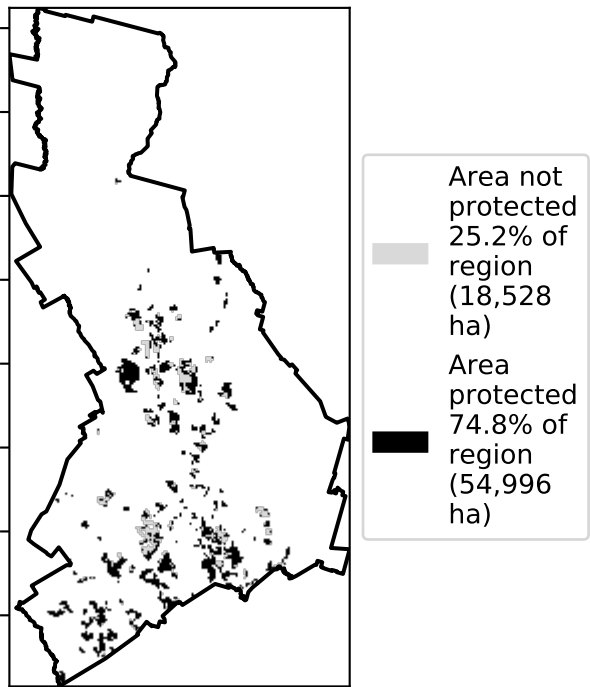 Area not
protected
25.2% of
region
(18,528
ha)
Area
protected
74.8% of
region
(54,996
ha)